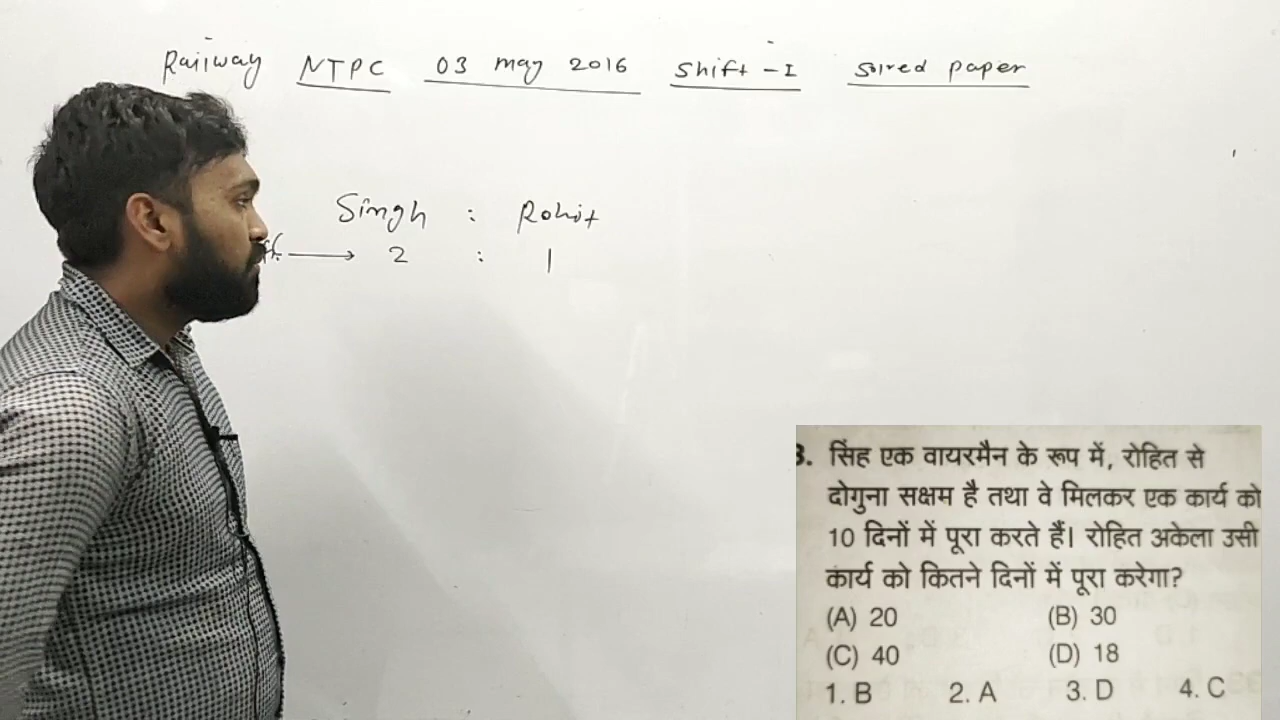 Railway NTPC 03 may 2016 Shift-I Solved paper
Singh : Rohit
2 : 1
3. सिंह एक वायरमैन के रूप में, रोहित से
दोगुना सक्षम है तथा वे मिलकर एक कार्य को
10 दिनों में पूरा करते हैं। रोहित अकेला उसी
कार्य को कितने दिनों में पूरा करेगा?
(A) 20 (B) 30
(C) 40 (D) 18
1. B 2. A 3. D 4. C